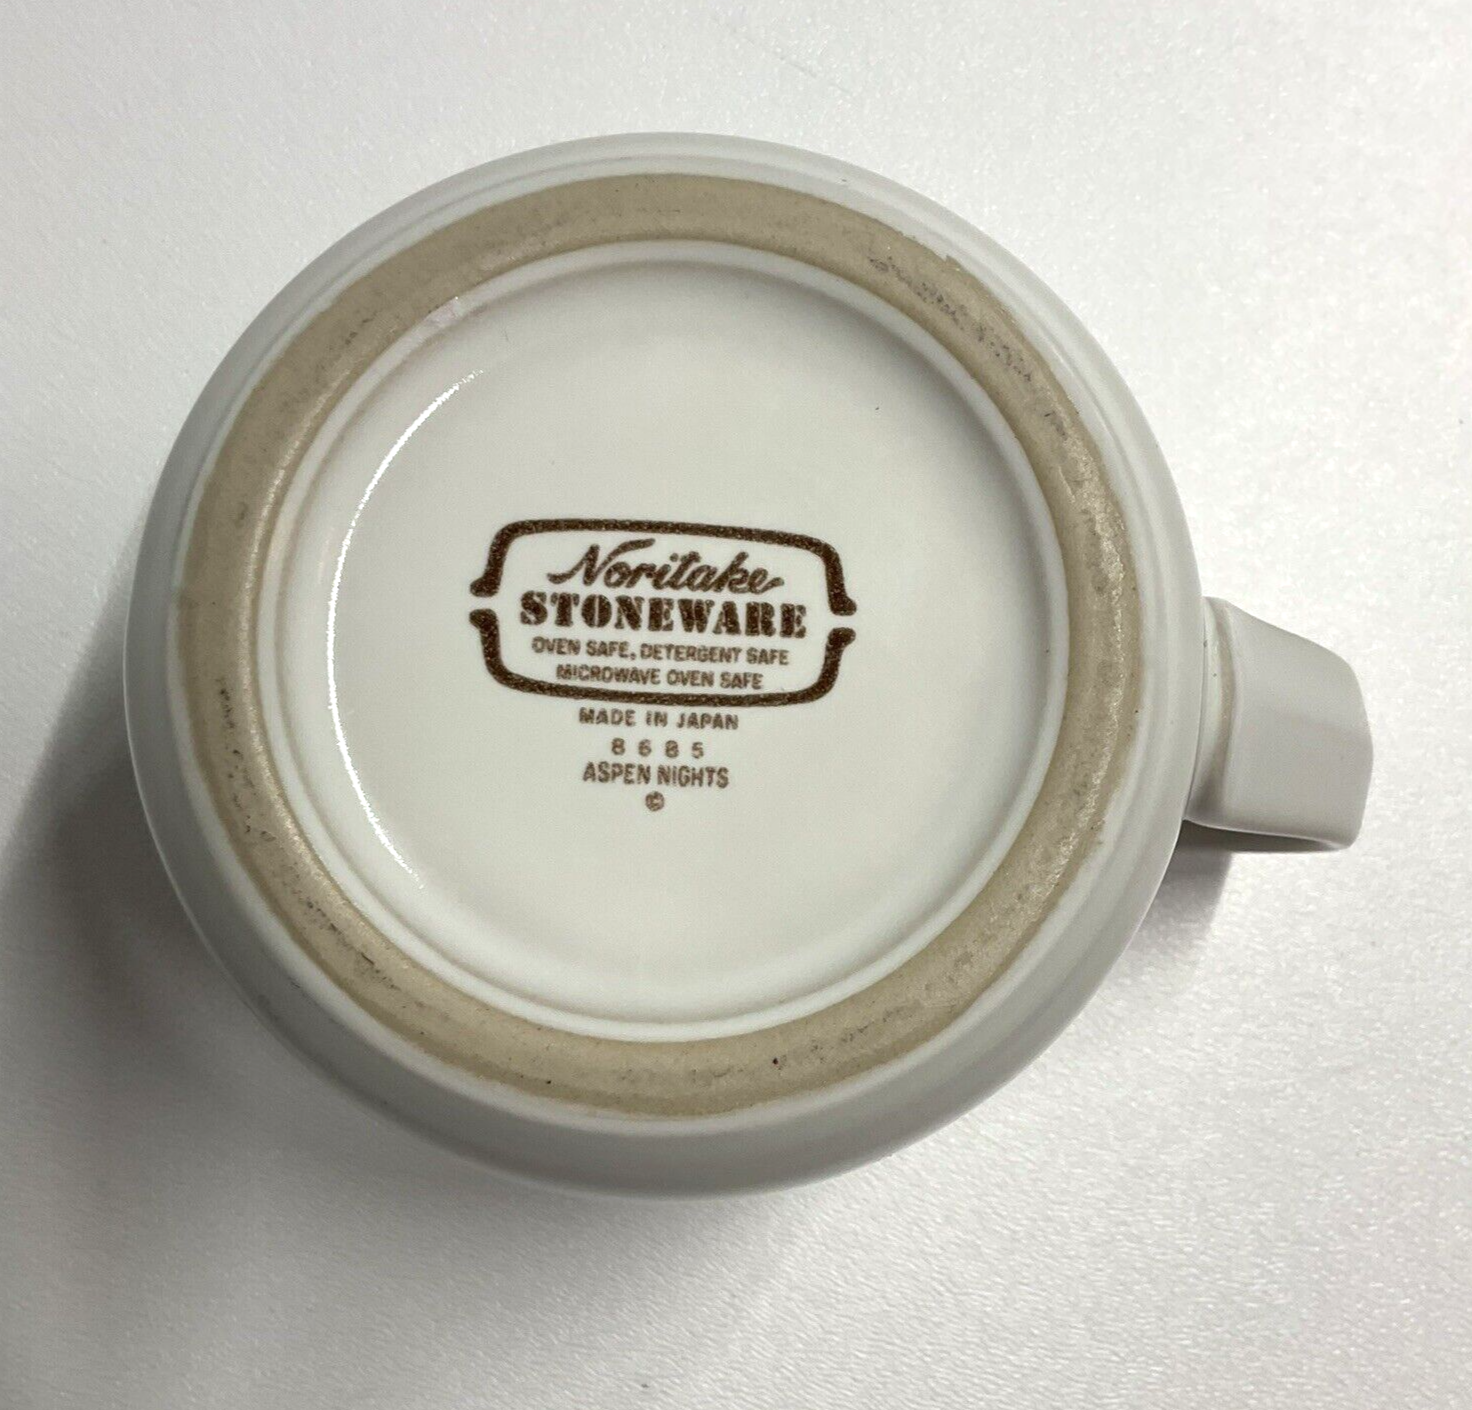 Noritake
STONEWARE
OVEN SAFE, DETERGENT SAFE
MICROWAVE OVEN SAFE
MADE IN JAPAN
8685
ASPEN NIGHTS
©